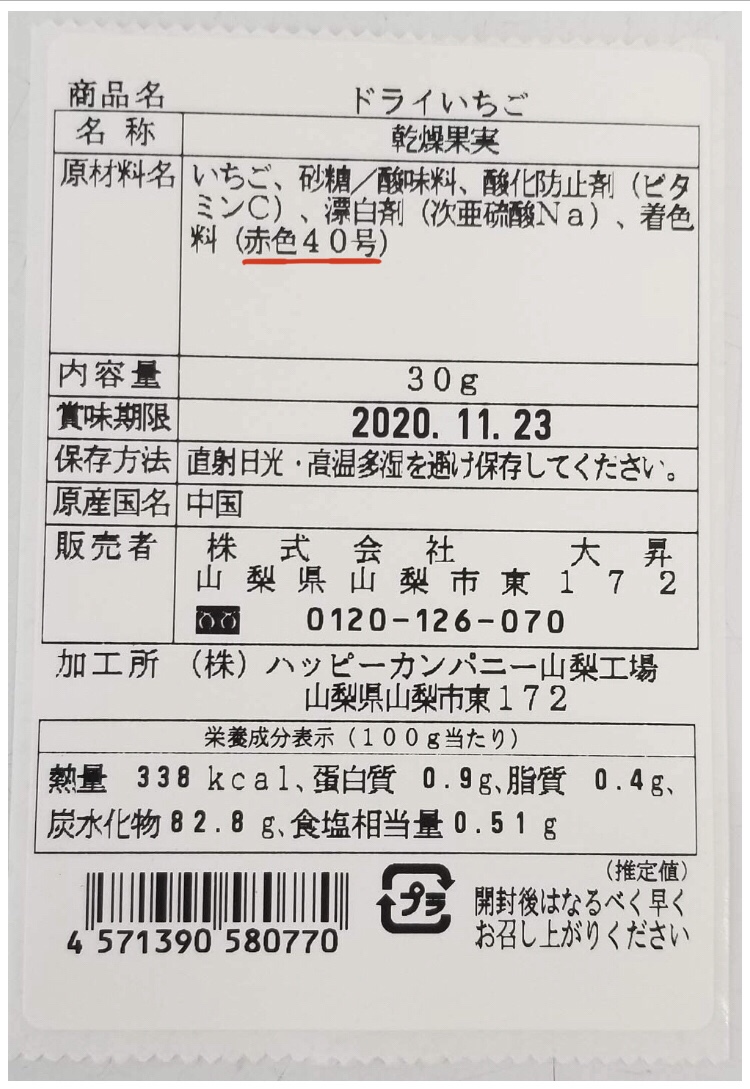 商品名 ドライいちご
名称 乾燥果実
原材料名 いちご、砂糖／酸味料、酸化防止剤（ビタ
ミンC）、漂白剤（次亜硫酸Na）、着色
料（赤色40号）
内容量 30g
賞味期限 2020.11.23
保存方法 直射日光・高温多湿を避け保存してください。
原産国名 中国
販売者 株式会社 大昇
山梨県山梨市東172
0120-126-070
加工所 （株）ハッピーカンパニー山梨工場
山梨県山梨市東172
栄養成分表示（100g当たり）
熱量 338kcal、蛋白質 0.9g、脂質 0.4g、
炭水化物82.8g、食塩相当量0.51g
（推定値）
プラ
開封後はなるべく早く
お召し上がりください
4 571390 580770